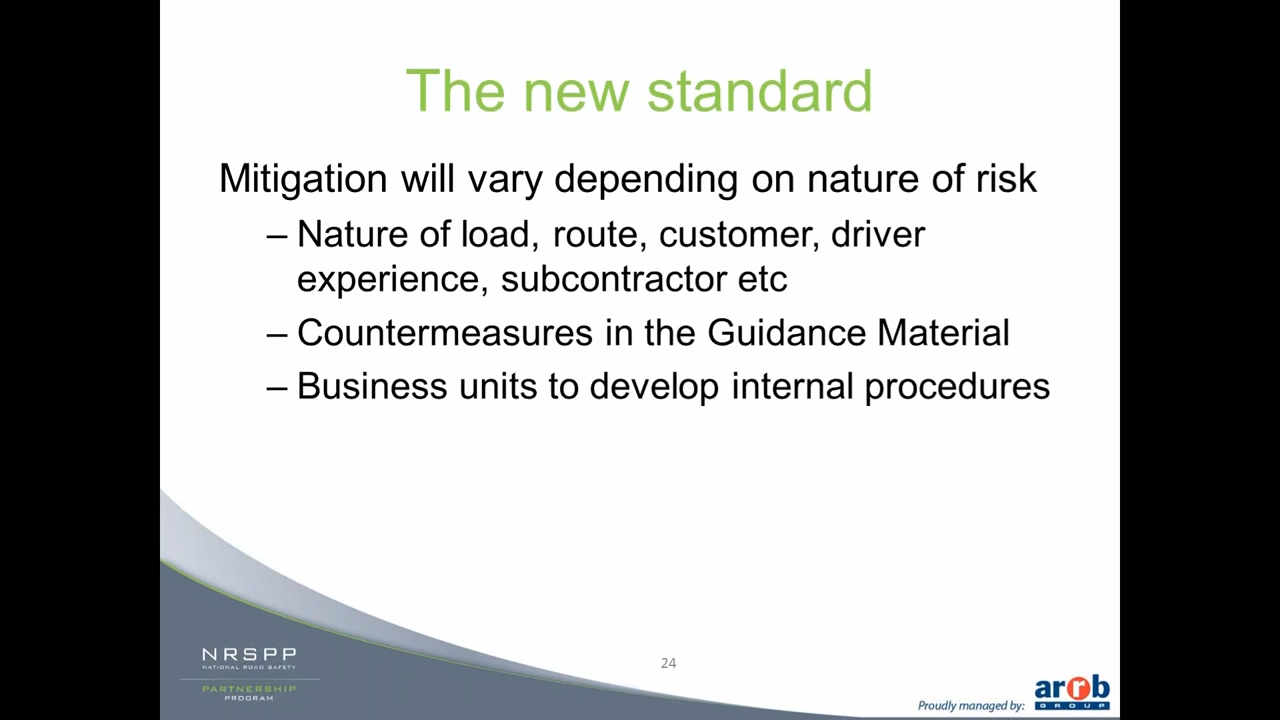 The new standard
Mitigation will vary depending on nature of risk
– Nature of load, route, customer, driver
experience, subcontractor etc
– Countermeasures in the Guidance Material
– Business units to develop internal procedures
NRSPP
NATIONAL ROAD SAFETY
PARTNERSHIP
PROGRAM
24
Proudly managed by:
arrb
GROUP